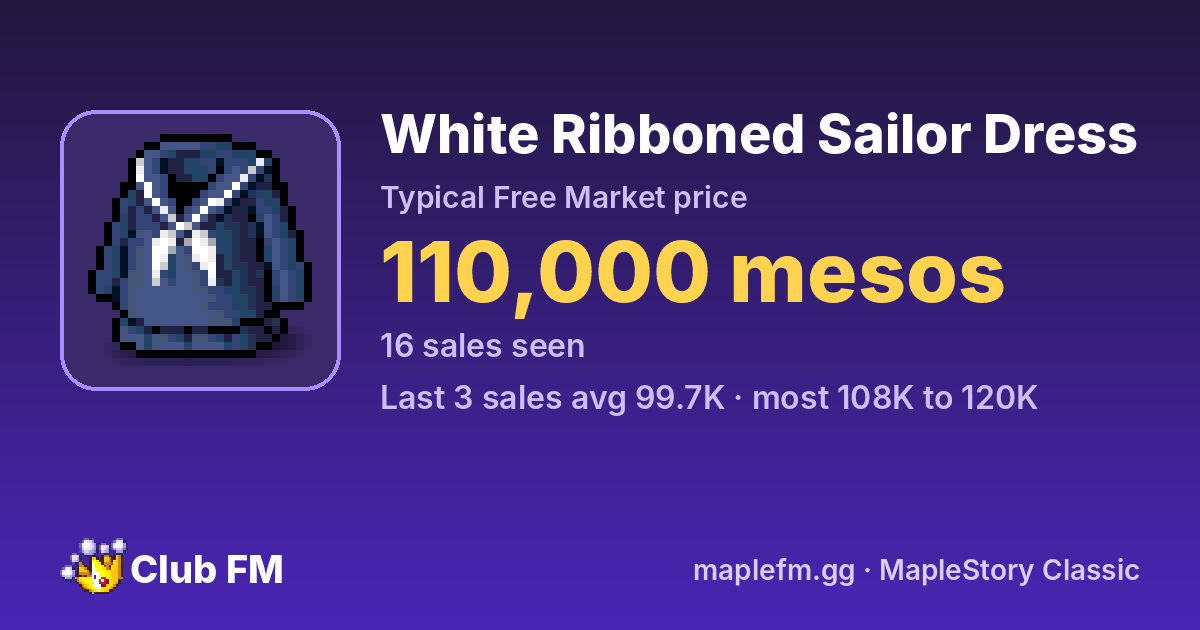 White Ribboned Sailor Dress
Typical Free Market price
110,000 mesos
16 sales seen
Last 3 sales avg 99.7K · most 108K to 120K
Club FM
maplefm.gg · MapleStory Classic